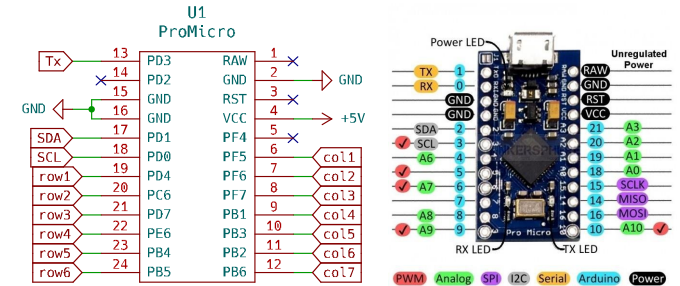 U1
ProMicro
Tx 13 PD3 RAW 1
14 PD2 GND 2 GND
GND 15 GND RST 3
16 GND VCC 4 +5V
SDA 17 PD1 PF4 5
SCL 18 PD0 PF5 6 col1
row1 19 PD4 PF6 7 col2
row2 20 PC6 PF7 8 col3
row3 21 PD7 PB1 9 col4
row4 22 PE6 PB3 10 col5
row5 23 PB4 PB2 11 col6
row6 24 PB5 PB6 12 col7
Power LED
Unregulated
Power
TX 1 RAW
RX 0 GND
GND RST
GND VCC
SDA 2 21 A3
SCL 3 20 A2
A6 4 19 A1
5 18 A0
A7 6 15 SCLK
7 14 MISO
A8 8 16 MOSI
A9 9 10 A10
Pro Micro
RX LED TX LED
PWM Analog SPI I2C Serial Arduino Power